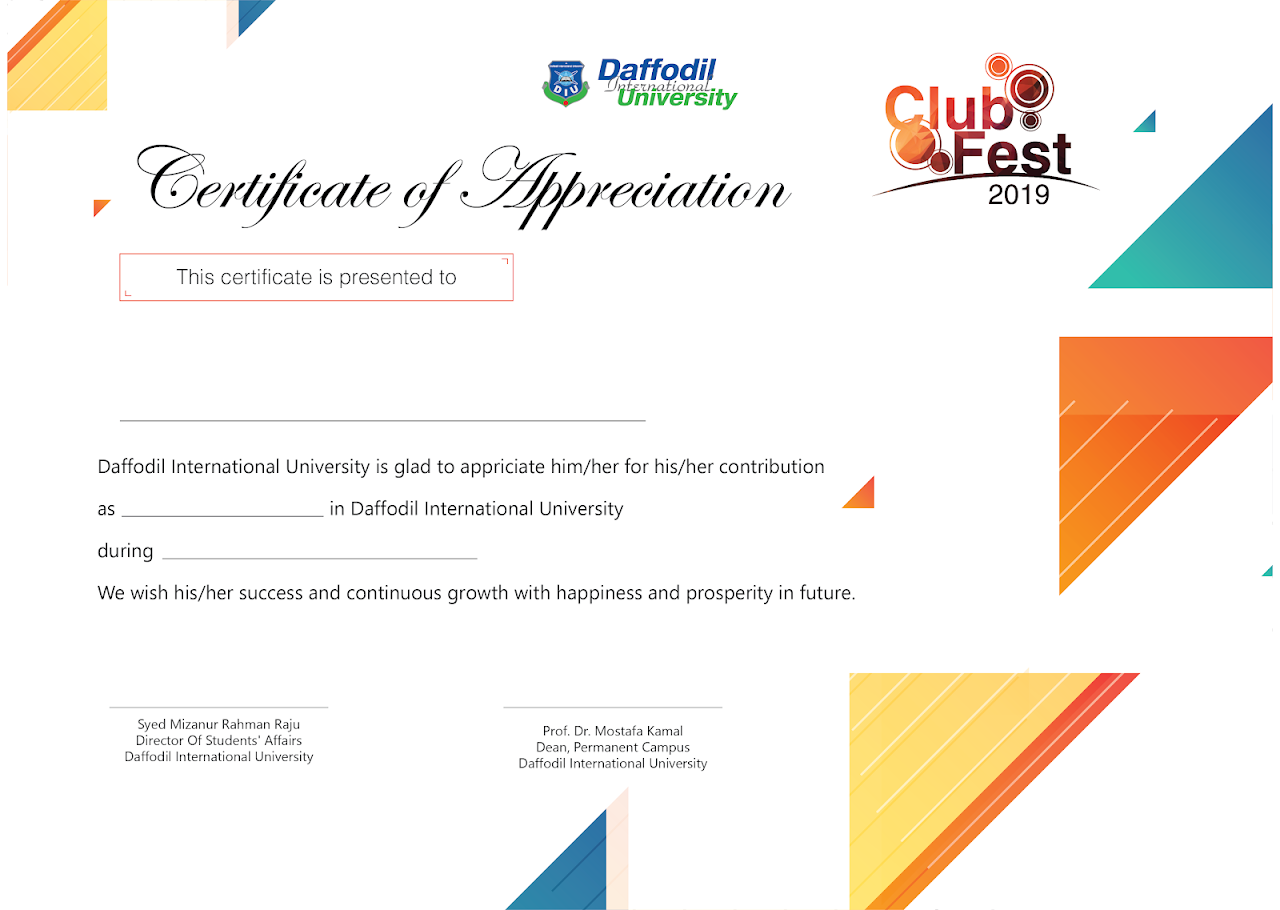 DIU
Daffodil
International
University
Club
Fest
2019
Certificate of Appreciation
This certificate is presented to
Daffodil International University is glad to appriciate him/her for his/her contribution
as ____________________ in Daffodil International University
during ____________________
We wish his/her success and continuous growth with happiness and prosperity in future.
Syed Mizanur Rahman Raju
Director Of Students' Affairs
Daffodil International University
Prof. Dr. Mostafa Kamal
Dean, Permanent Campus
Daffodil International University